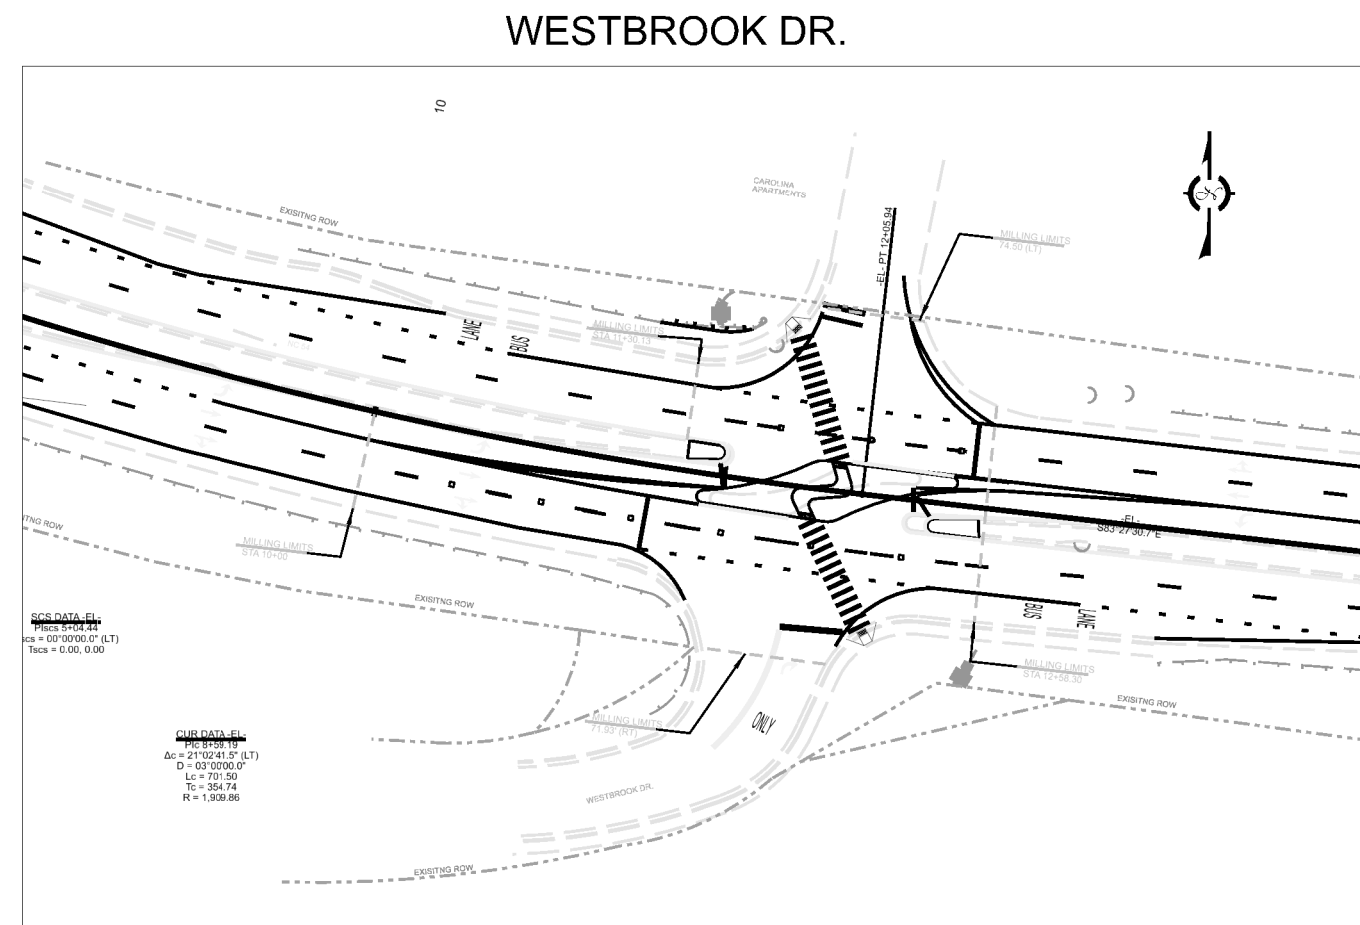 WESTBROOK DR.
10
CAROLINA
APARTMENTS
EXISITNG ROW
-EL- PT 12+05.94
MILLING LIMITS
74.50 (LT)
LANE
BUS
MILLING LIMITS
STA 11+30.13
-EL-
S83°27'30.7"E
ITNG ROW
MILLING LIMITS
STA 10+00
EXISITNG ROW
BUS
LANE
SCS DATA -EL-
PIscs 5+04.44
scs = 00°00'00.0" (LT)
Tscs = 0.00, 0.00
MILLING LIMITS
STA 12+58.30
EXISITNG ROW
MILLING LIMITS
71.93' (RT)
ONLY
CUR DATA -EL-
PIc 8+59.19
Δc = 21°02'41.5" (LT)
D = 03°00'00.0"
Lc = 701.50
Tc = 354.74
R = 1,909.86
WESTBROOK DR.
EXISITNG ROW